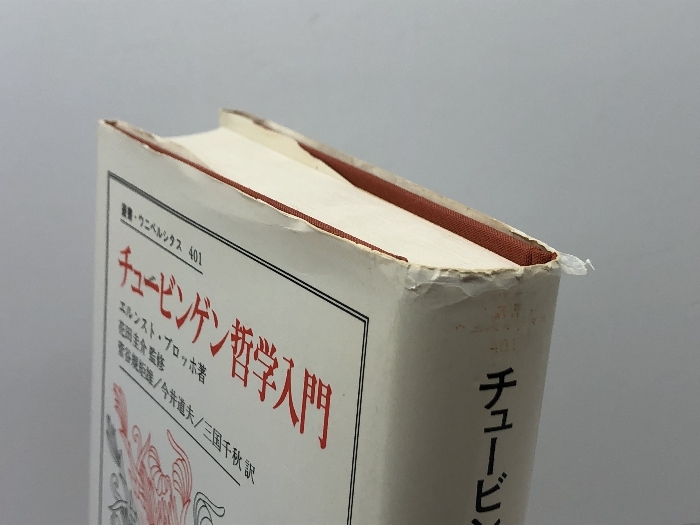 叢書・ウニベルシタス 401
チュービンゲン哲学入門
エルンスト・ブロッホ著
花田圭介監修
菅谷規矩雄／今井道夫／三国千秋訳
401
チュービン